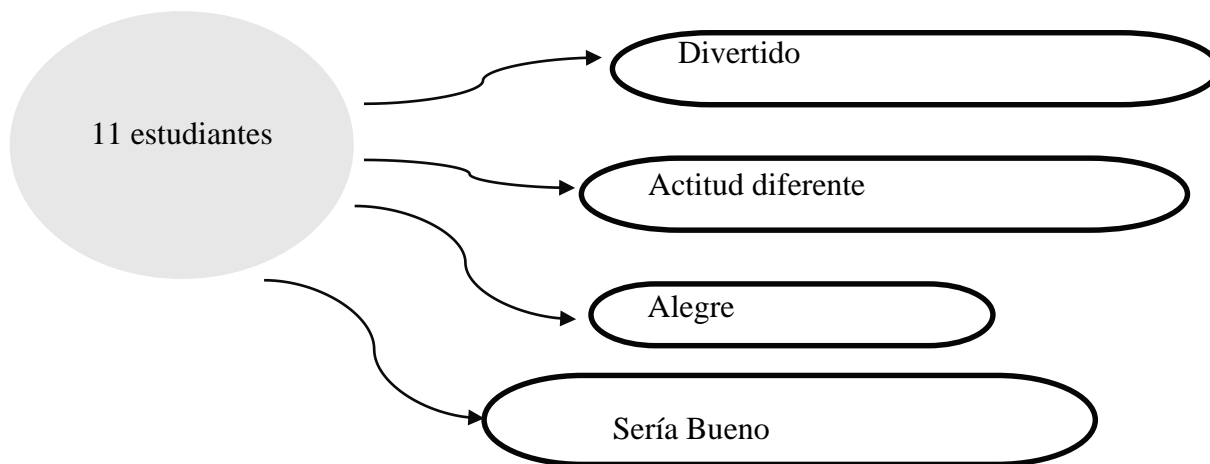 Divertido
11 estudiantes
Actitud diferente
Alegre
Sería Bueno